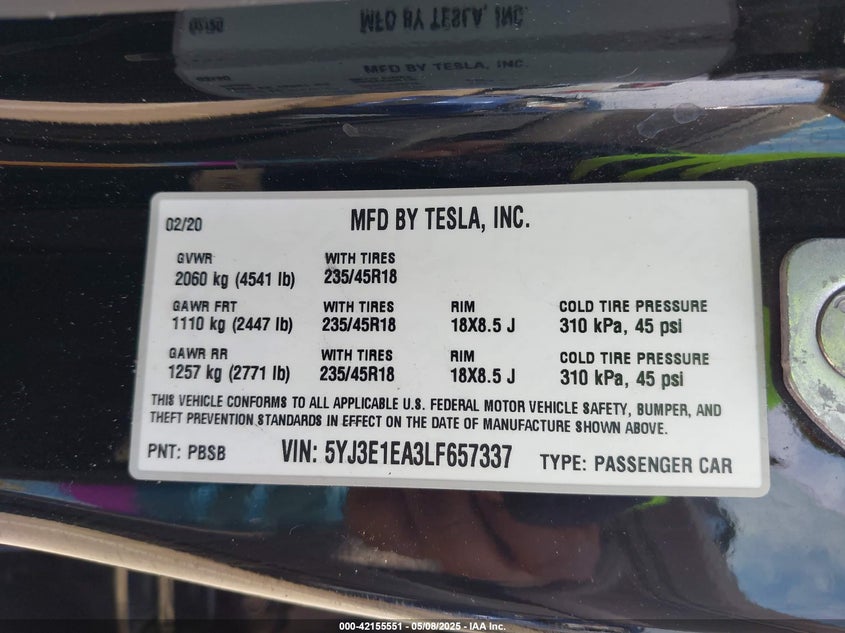 02/20 MFD BY TESLA, INC.
GVWR WITH TIRES
2060 kg (4541 lb) 235/45R18
GAWR FRT WITH TIRES RIM COLD TIRE PRESSURE
1110 kg (2447 lb) 235/45R18 18X8.5 J 310 kPa, 45 psi
GAWR RR WITH TIRES RIM COLD TIRE PRESSURE
1257 kg (2771 lb) 235/45R18 18X8.5 J 310 kPa, 45 psi
THIS VEHICLE CONFORMS TO ALL APPLICABLE U.S. FEDERAL MOTOR VEHICLE SAFETY, BUMPER, AND
THEFT PREVENTION STANDARDS IN EFFECT ON THE DATE OF MANUFACTURE SHOWN ABOVE.
PNT: PBSB VIN: 5YJ3E1EA3LF657337 TYPE: PASSENGER CAR
000-42155551 - 05/08/2025 - IAA Inc.